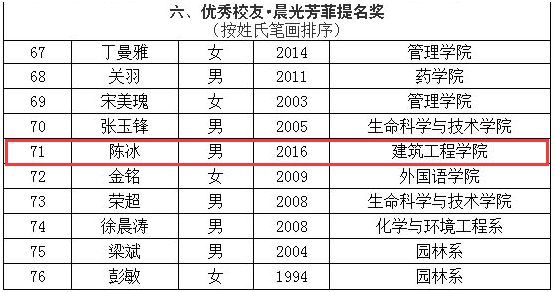 六、优秀校友·晨光芳菲提名奖
（按姓氏笔画排序）
67 丁曼雅 女 2014 管理学院
68 关羽 男 2011 药学院
69 宋美瑰 女 2003 管理学院
70 张玉锋 男 2005 生命科学与技术学院
71 陈冰 男 2016 建筑工程学院
72 金铭 女 2009 外国语学院
73 荣超 男 2008 生命科学与技术学院
74 徐晨涛 男 2008 化学与环境工程系
75 梁斌 男 2004 园林系
76 彭敏 女 1994 园林系